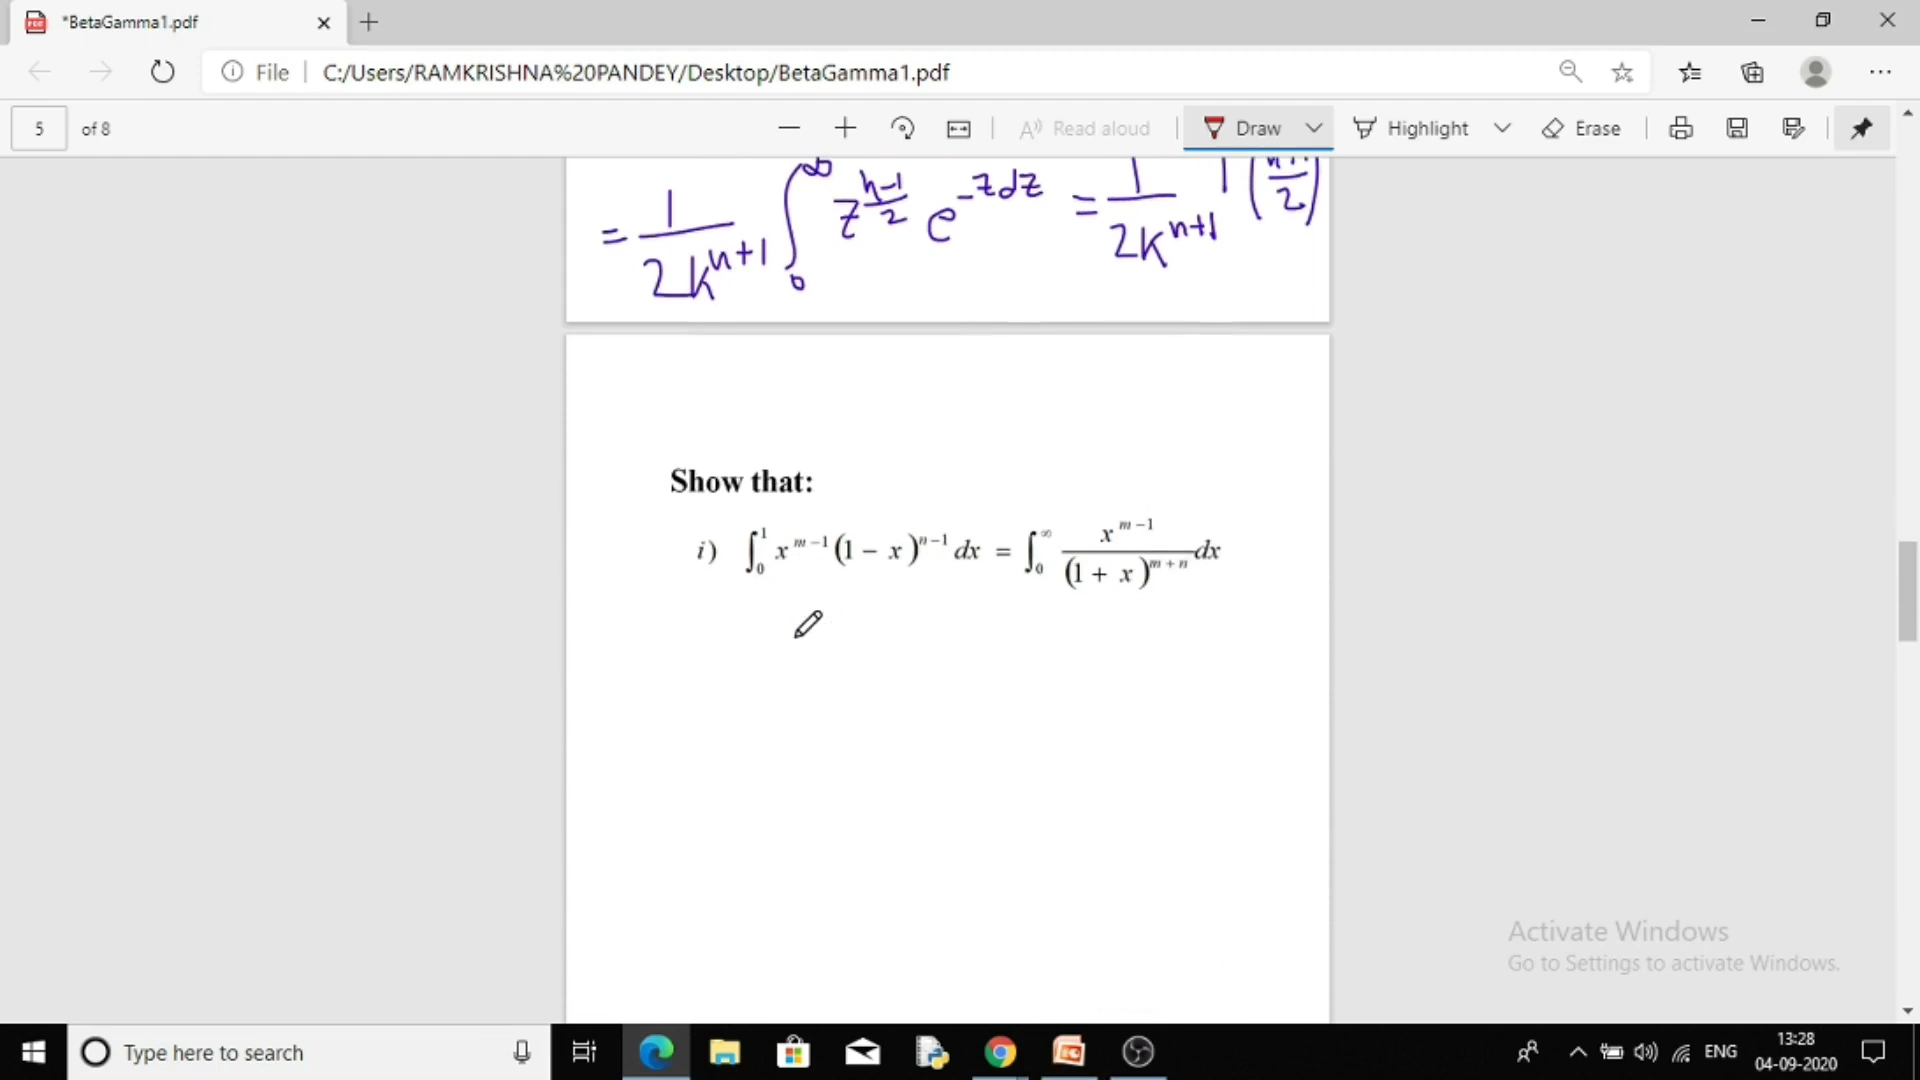 *BetaGamma1.pdf
File | C:/Users/RAMKRISHNA%20PANDEY/Desktop/BetaGamma1.pdf
5 of 8 Read aloud Draw Highlight Erase
= 1/(2k^{n+1}) ∫_0^∞ z^{(n-1)/2} e^{-z} dz = 1/(2k^{n+1}) Γ((n+1)/2)
Show that:
i) ∫_0^1 x^{m-1} (1 - x)^{n-1} dx = ∫_0^∞ x^{m-1}/(1 + x)^{m+n} dx
Activate Windows
Go to Settings to activate Windows.
Type here to search
ENG
13:28
04-09-2020